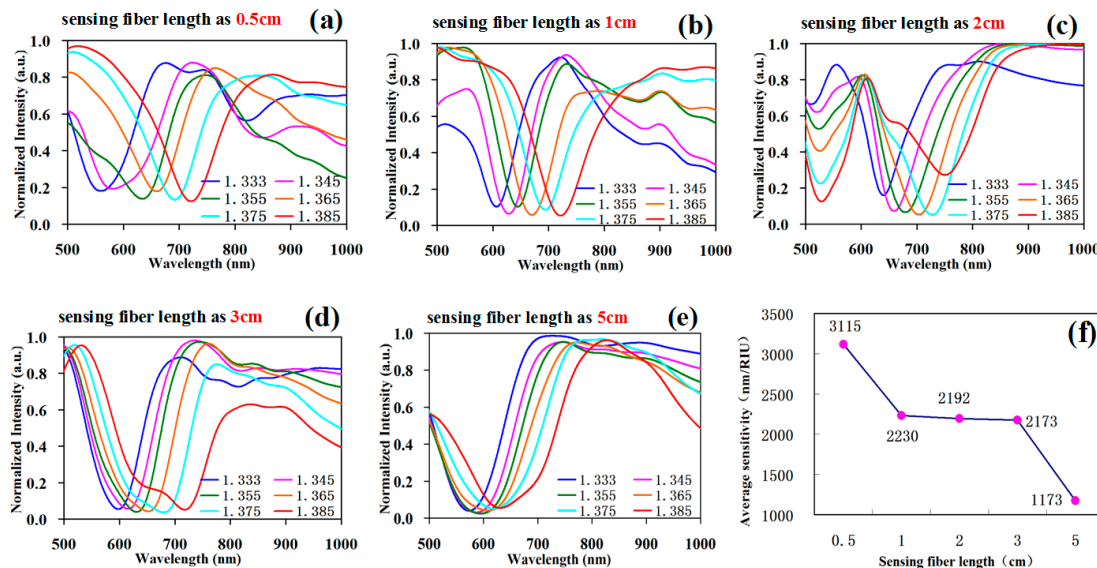 sensing fiber length as 0.5cm (a)
Normalized Intensity (a.u.)
1.0
0.8
0.6
0.4
0.2
0.0
1. 333 1. 345
1. 355 1. 365
1. 375 1. 385
500 600 700 800 900 1000
Wavelength (nm)
sensing fiber length as 1cm (b)
Normalized Intensity (a.u.)
1.0
0.8
0.6
0.4
0.2
0.0
1. 333 1. 345
1. 355 1. 365
1. 375 1. 385
500 600 700 800 900 1000
Wavelength (nm)
sensing fiber length as 2cm (c)
Normalized Intensity (a.u.)
1.0
0.8
0.6
0.4
0.2
0.0
1. 333 1. 345
1. 355 1. 365
1. 375 1. 385
500 600 700 800 900 1000
Wavelength (nm)
sensing fiber length as 3cm (d)
Normalized Intensity (a.u.)
1.0
0.8
0.6
0.4
0.2
0.0
1. 333 1. 345
1. 355 1. 365
1. 375 1. 385
500 600 700 800 900 1000
Wavelength (nm)
sensing fiber length as 5cm (e)
Normalized Intensity (a.u.)
1.0
0.8
0.6
0.4
0.2
0.0
1. 333 1. 345
1. 355 1. 365
1. 375 1. 385
500 600 700 800 900 1000
Wavelength (nm)
(f)
Average sensitivity（nm/RIU）
3500
3000
2500
2000
1500
1000
3115
2230
2192
2173
1173
0. 5 1 2 3 5
Sensing fiber length（cm）